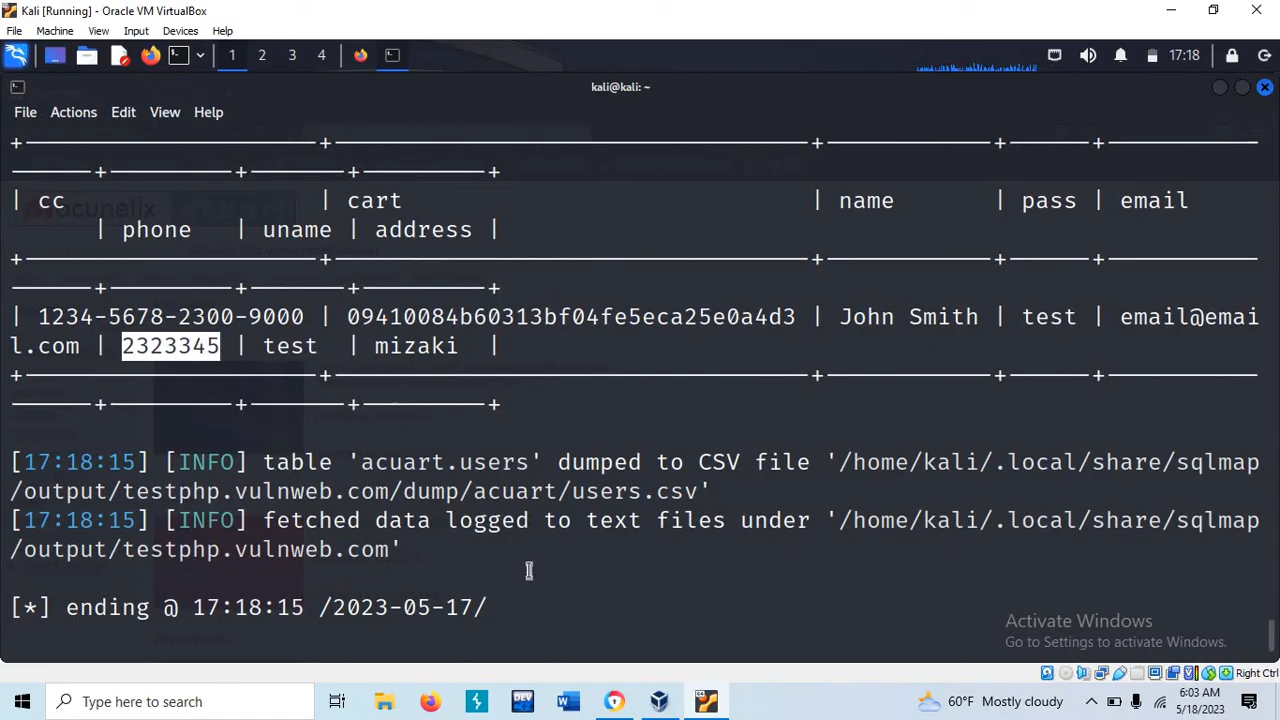 Kali [Running] - Oracle VM VirtualBox
File Machine View Input Devices Help
1 2 3 4 17:18
kali@kali: ~
File Actions Edit View Help
| cc | cart | name | pass | email
| phone | uname | address |
| 1234-5678-2300-9000 | 09410084b60313bf04fe5eca25e0a4d3 | John Smith | test | email@emai
l.com | 2323345 | test | mizaki |
[17:18:15] [INFO] table 'acuart.users' dumped to CSV file '/home/kali/.local/share/sqlmap
/output/testphp.vulnweb.com/dump/acuart/users.csv'
[17:18:15] [INFO] fetched data logged to text files under '/home/kali/.local/share/sqlmap
/output/testphp.vulnweb.com'
[*] ending @ 17:18:15 /2023-05-17/
Activate Windows
Go to Settings to activate Windows.
Right Ctrl
Type here to search
DEV
60°F Mostly cloudy
6:03 AM
5/18/2023